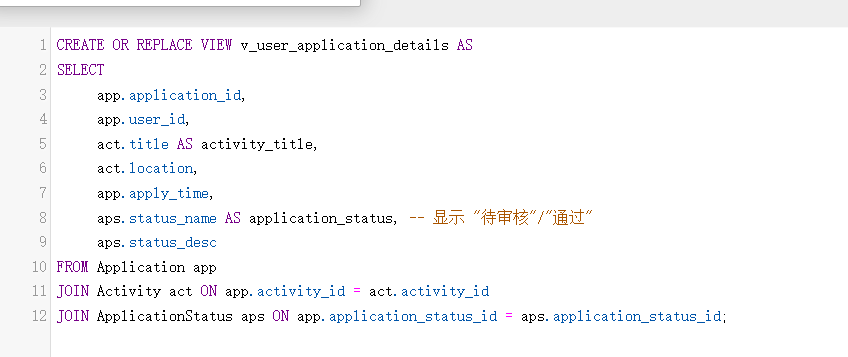 1 CREATE OR REPLACE VIEW v_user_application_details AS
2 SELECT
3 app.application_id,
4 app.user_id,
5 act.title AS activity_title,
6 act.location,
7 app.apply_time,
8 aps.status_name AS application_status, -- 显示 "待审核"/"通过"
9 aps.status_desc
10 FROM Application app
11 JOIN Activity act ON app.activity_id = act.activity_id
12 JOIN ApplicationStatus aps ON app.application_status_id = aps.application_status_id;